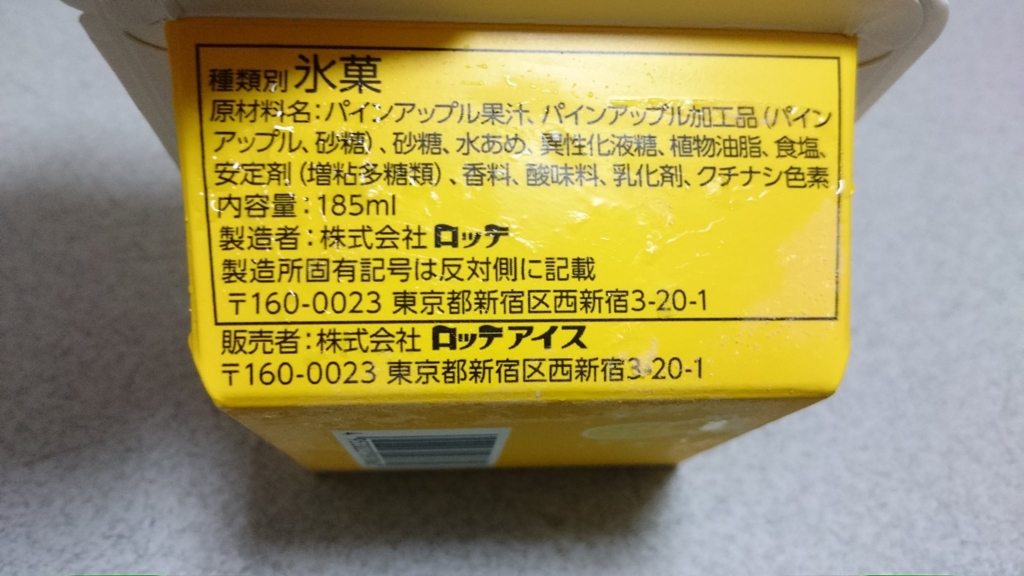 種類別 氷菓
原材料名:パインアップル果汁、パインアップル加工品(パイン
アップル、砂糖)、砂糖、水あめ、異性化液糖、植物油脂、食塩、
安定剤(増粘多糖類)、香料、酸味料、乳化剤、クチナシ色素
内容量:185ml
製造者:株式会社 ロッテ
製造所固有記号は反対側に記載
〒160-0023 東京都新宿区西新宿3-20-1
販売者:株式会社 ロッテアイス
〒160-0023 東京都新宿区西新宿3-20-1